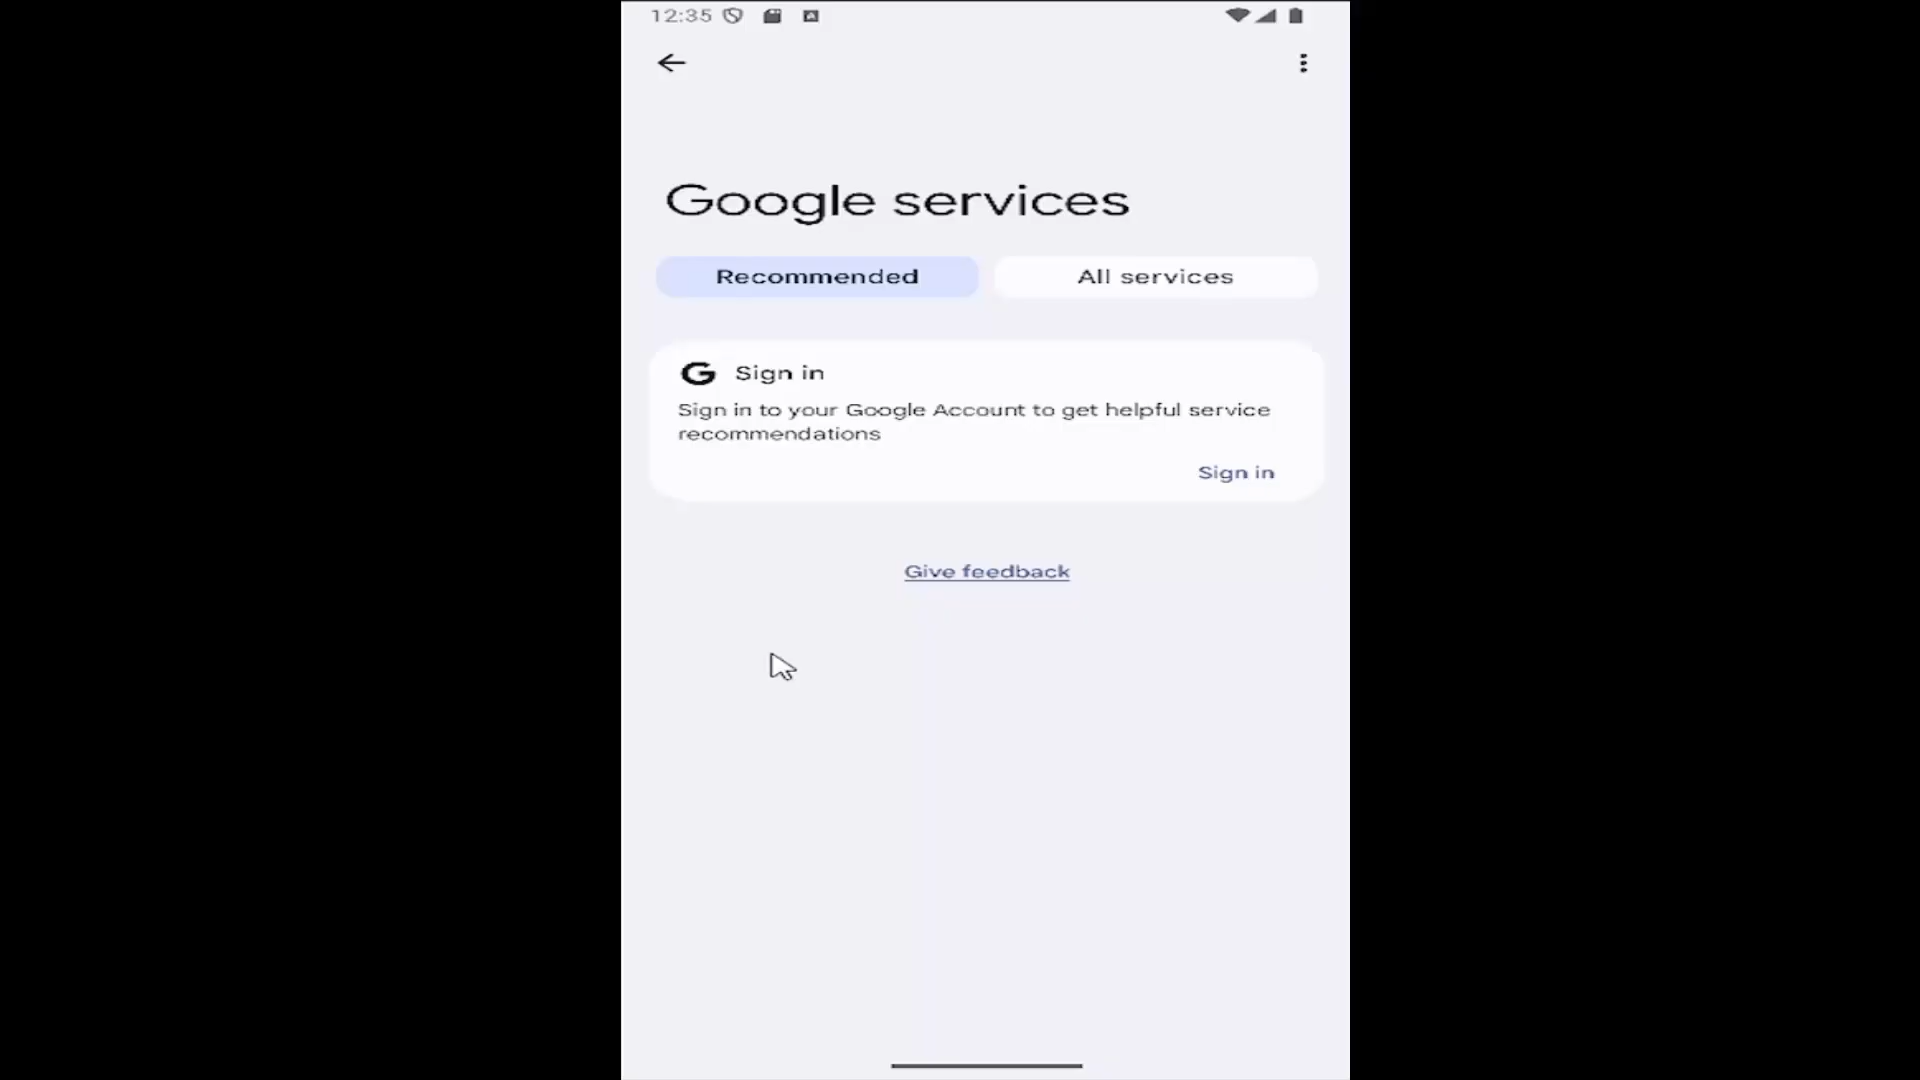 12:35
Google services
Recommended
All services
G Sign in
Sign in to your Google Account to get helpful service
recommendations
Sign in
Give feedback